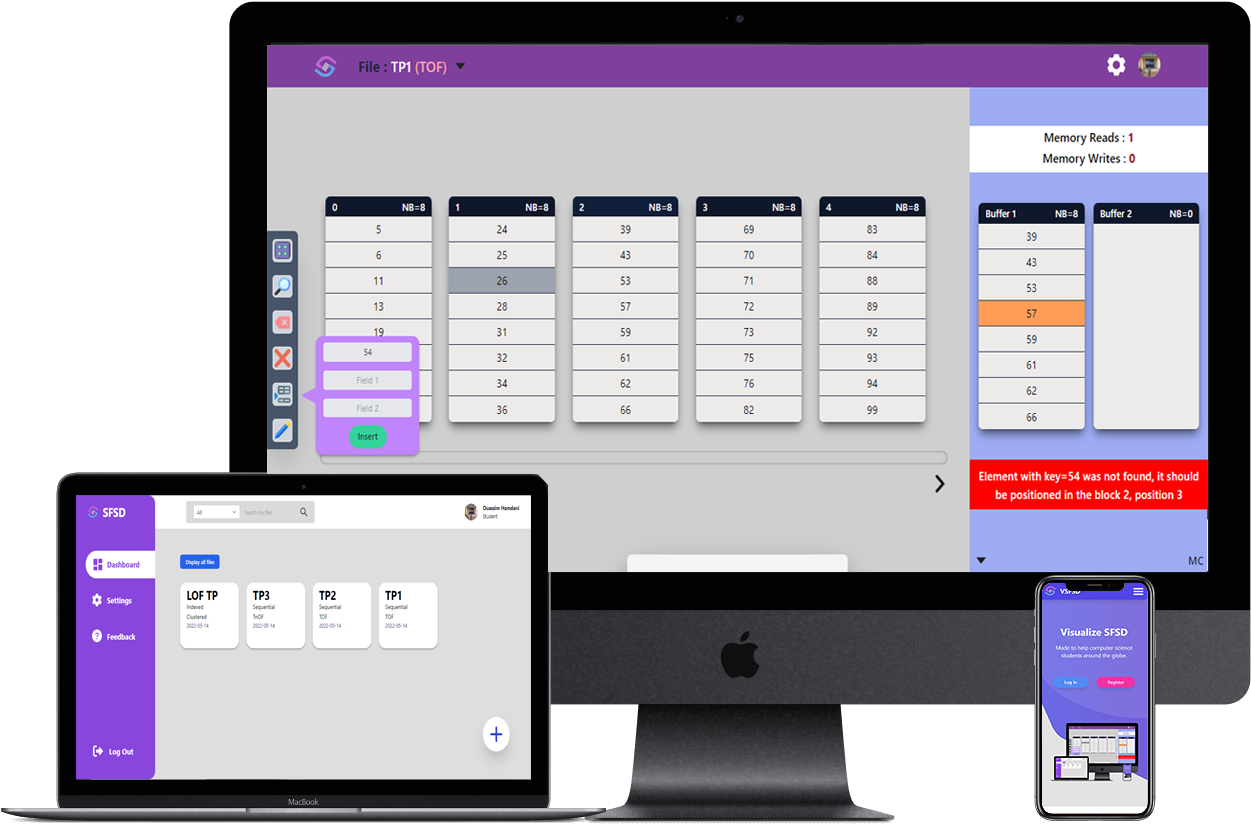 File : TP1 (TOF)
Memory Reads : 1
Memory Writes : 0
0 NB=8
5
6
11
13
19
1 NB=8
24
25
26
28
31
32
34
36
2 NB=8
39
43
53
57
59
61
62
66
3 NB=8
69
70
71
72
73
75
76
82
4 NB=8
83
84
88
89
92
93
94
99
Buffer 1 NB=8
39
43
53
57
59
61
62
66
Buffer 2 NB=0
54
Field 1
Field 2
Insert
Element with key=54 was not found, it should
be positioned in the block 2, position 3
MC
SFSD
Dashboard
Settings
Feedback
Log Out
All
Search my files
Ouassim Hamdani
Student
Display all files
LOF TP
Indexed
Clustered
2022-05-14
TP3
Sequential
TnOF
2022-05-14
TP2
Sequential
TOF
2022-05-14
TP1
Sequential
TOF
2022-05-14
MacBook
VSFSD
Visualize SFSD
Made to help computer science
students around the globe.
Log In
Register